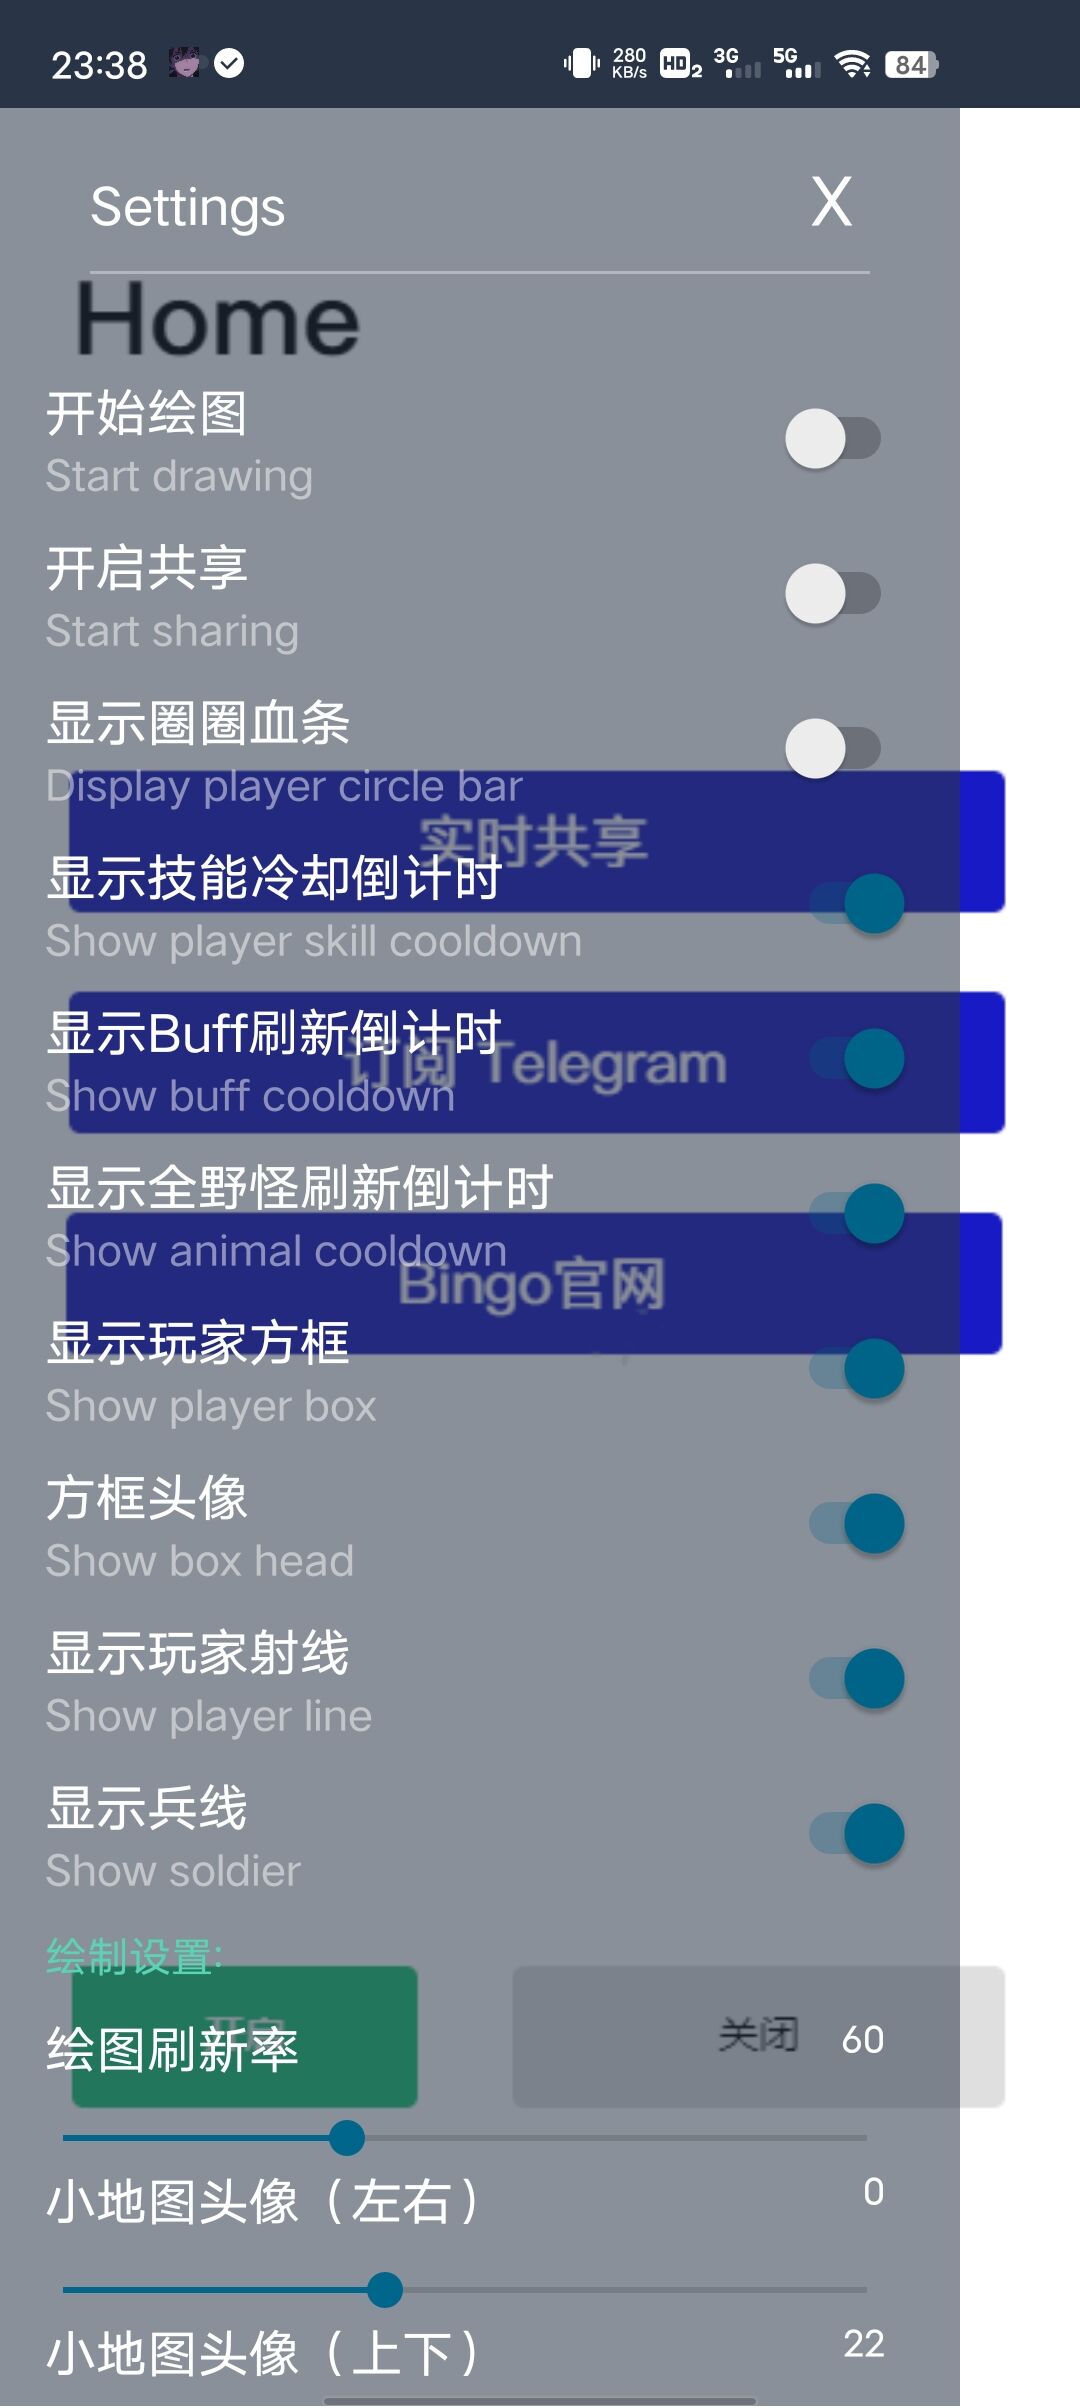 23:38
280
KB/s
HD2
3G
5G
84
Settings
X
Home
开始绘图
Start drawing
开启共享
Start sharing
显示圈圈血条
Display player circle bar
实时共享
显示技能冷却倒计时
Show player skill cooldown
显示Buff刷新倒计时
订阅 Telegram
Show buff cooldown
显示全野怪刷新倒计时
Show animal cooldown
Bingo官网
显示玩家方框
Show player box
方框头像
Show box head
显示玩家射线
Show player line
显示兵线
Show soldier
绘制设置:
开启
关闭
绘图刷新率
60
小地图头像（左右）
0
小地图头像（上下）
22